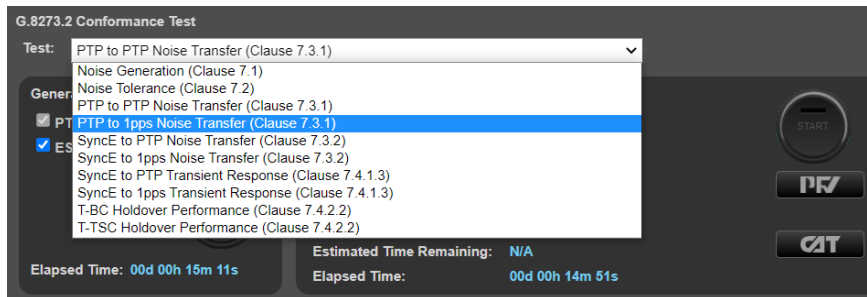 G.8273.2 Conformance Test
Test: PTP to PTP Noise Transfer (Clause 7.3.1)
Noise Generation (Clause 7.1)
Noise Tolerance (Clause 7.2)
PTP to PTP Noise Transfer (Clause 7.3.1)
PTP to 1pps Noise Transfer (Clause 7.3.1)
SyncE to PTP Noise Transfer (Clause 7.3.2)
SyncE to 1pps Noise Transfer (Clause 7.3.2)
SyncE to PTP Transient Response (Clause 7.4.1.3)
SyncE to 1pps Transient Response (Clause 7.4.1.3)
T-BC Holdover Performance (Clause 7.4.2.2)
T-TSC Holdover Performance (Clause 7.4.2.2)
Gener
PT
ES
START
PFV
CAT
Estimated Time Remaining: N/A
Elapsed Time: 00d 00h 15m 11s
Elapsed Time: 00d 00h 14m 51s